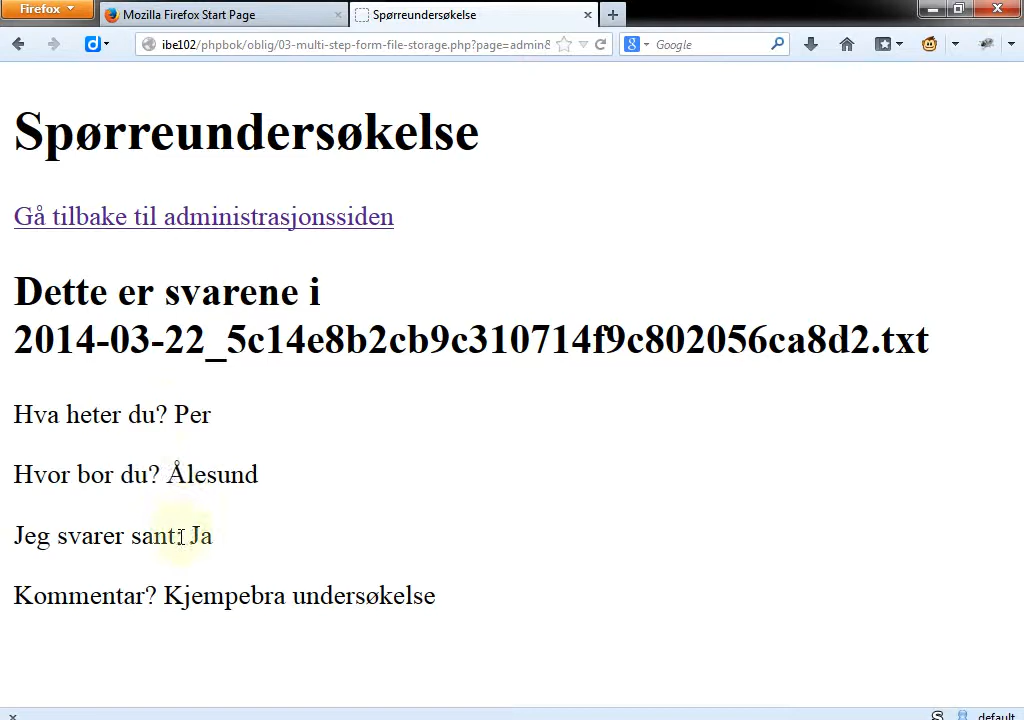 Firefox
Mozilla Firefox Start Page
Spørreundersøkelse
ibe102/phpbok/oblig/03-multi-step-form-file-storage.php?page=admin8
Google
Spørreundersøkelse
Gå tilbake til administrasjonssiden
Dette er svarene i
2014-03-22_5c14e8b2cb9c310714f9c802056ca8d2.txt
Hva heter du? Per
Hvor bor du? Ålesund
Jeg svarer sant: Ja
Kommentar? Kjempebra undersøkelse
default